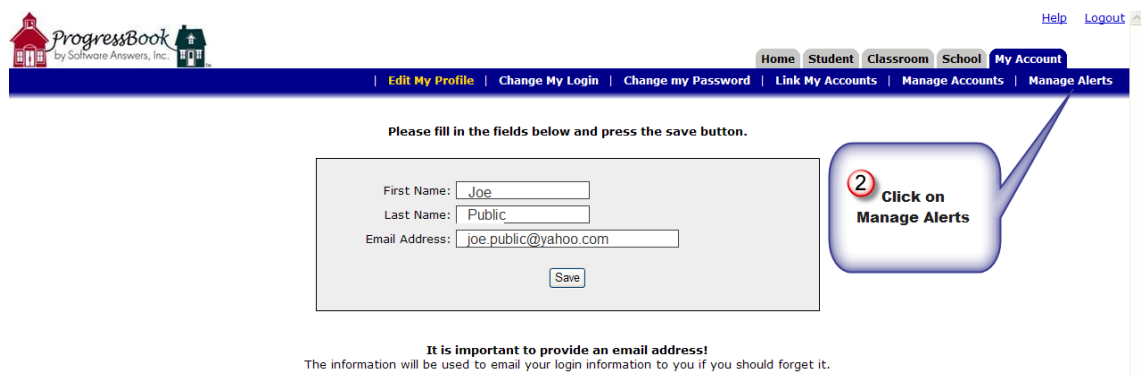 Help Logout
ProgressBook
by Software Answers, Inc.
Home Student Classroom School My Account
| Edit My Profile | Change My Login | Change my Password | Link My Accounts | Manage Accounts | Manage Alerts
Please fill in the fields below and press the save button.
First Name: Joe
Last Name: Public
Email Address: joe.public@yahoo.com
Save
2 Click on
Manage Alerts
It is important to provide an email address!
The information will be used to email your login information to you if you should forget it.